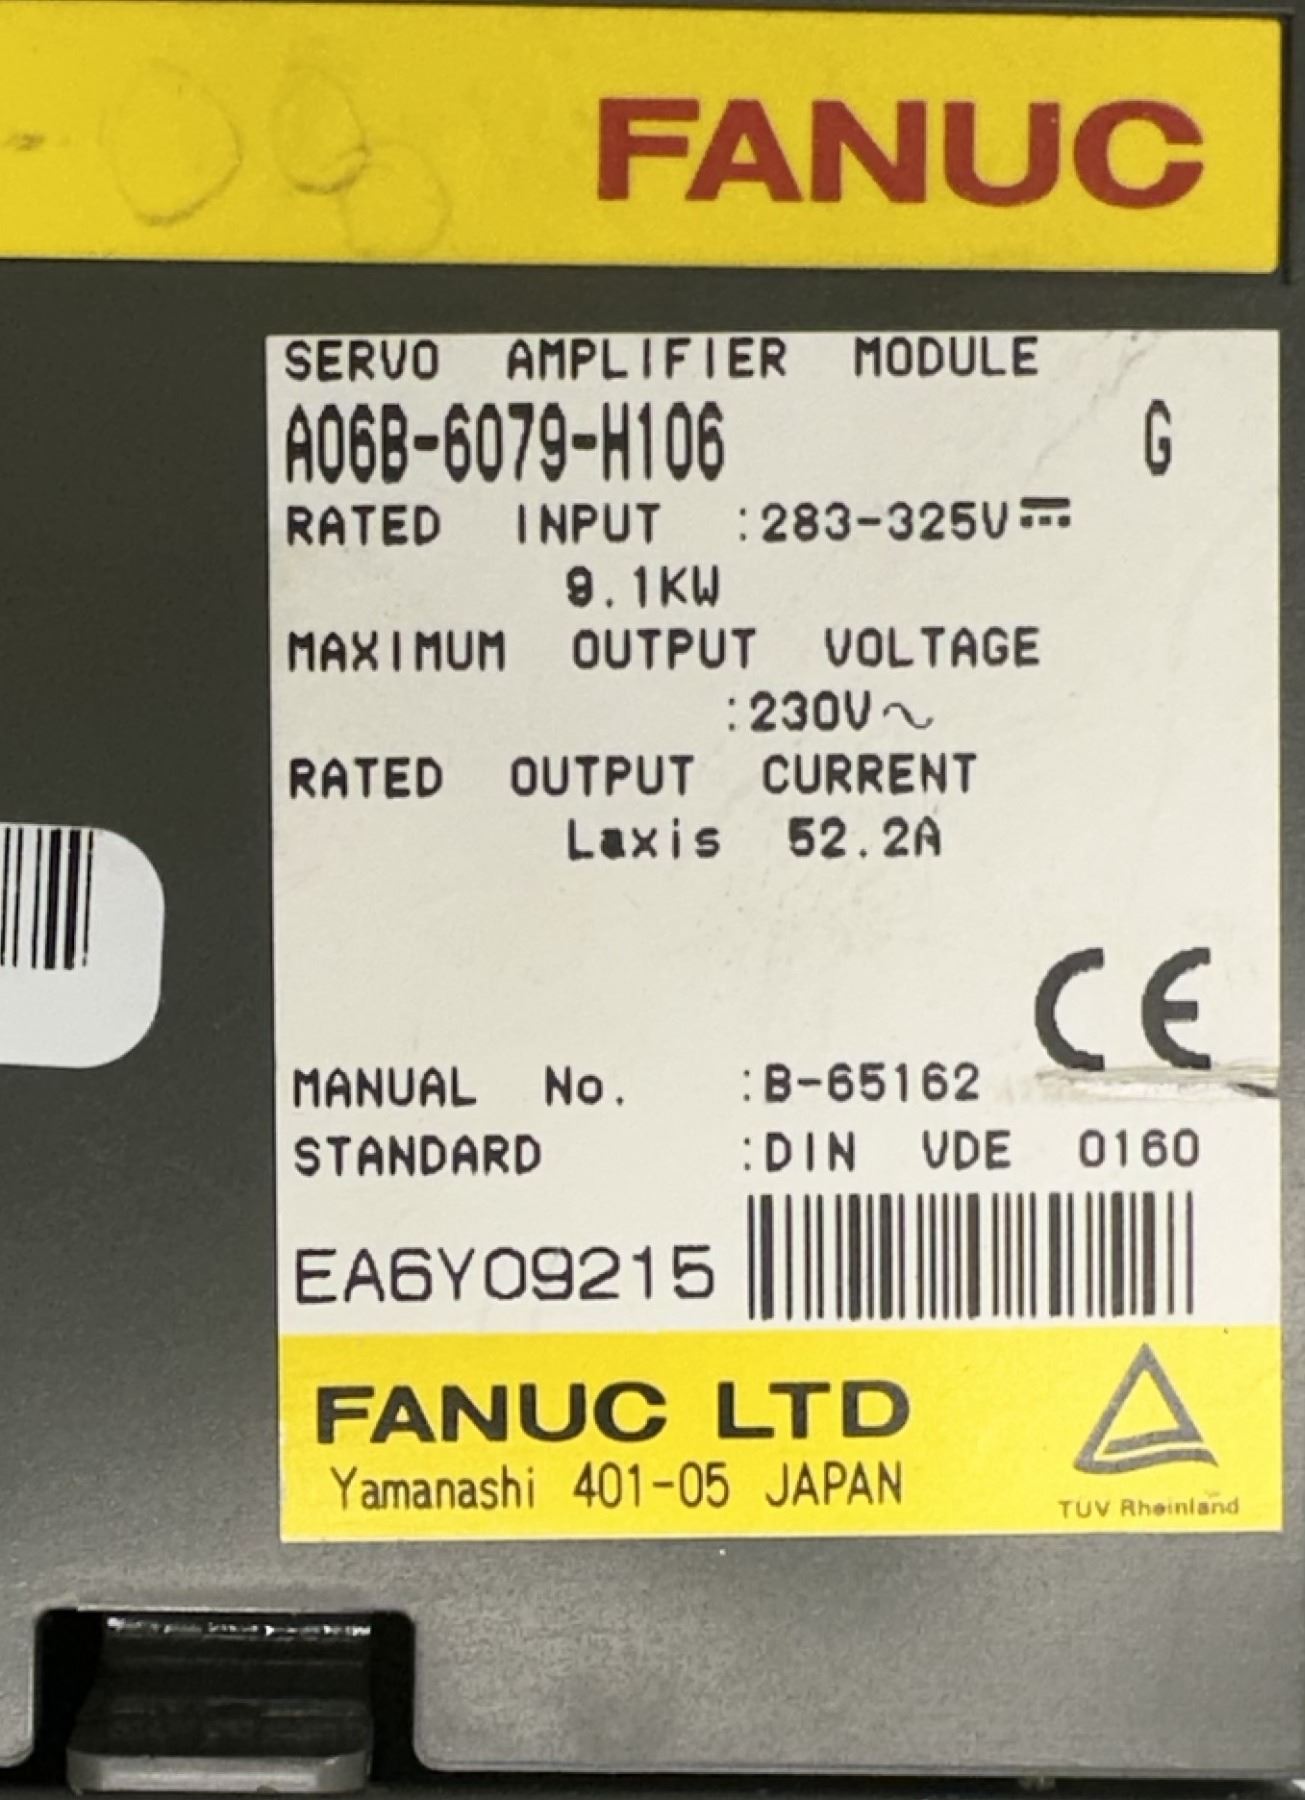 FANUC
SERVO AMPLIFIER MODULE
A06B-6079-H106 G
RATED INPUT :283-325V⎓
9.1KW
MAXIMUM OUTPUT VOLTAGE
:230V~
RATED OUTPUT CURRENT
Laxis 52.2A
CE
MANUAL No. :B-65162
STANDARD :DIN VDE 0160
EA6Y09215
FANUC LTD
Yamanashi 401-05 JAPAN
TUV Rheinland